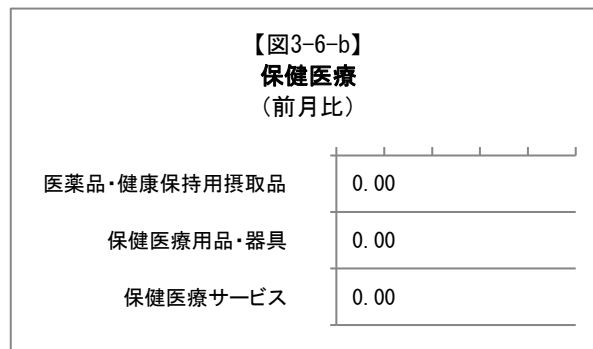 【図3-6-b】
保健医療
（前月比）
医薬品・健康保持用摂取品 0.00
保健医療用品・器具 0.00
保健医療サービス 0.00